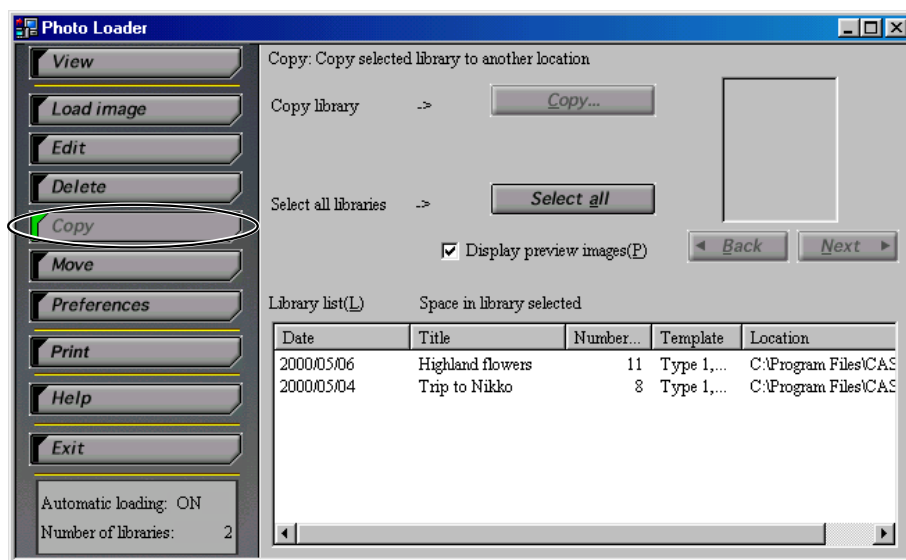 Photo Loader
View
Load image
Edit
Delete
Copy
Move
Preferences
Print
Help
Exit
Automatic loading: ON
Number of libraries: 2
Copy: Copy selected library to another location
Copy library -> Copy...
Select all libraries -> Select all
Display preview images(P)
Back Next
Library list(L) Space in library selected
Date Title Number... Template Location
2000/05/06 Highland flowers 11 Type 1,... C:\Program Files\CAS
2000/05/04 Trip to Nikko 8 Type 1,... C:\Program Files\CAS